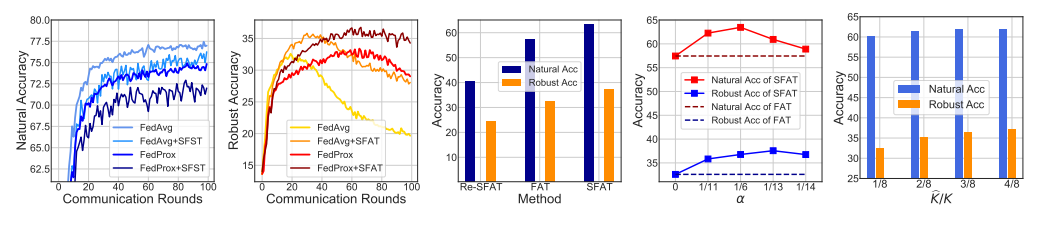 80.0
77.5
75.0
72.5
70.0
67.5
65.0
62.5
Natural Accuracy
FedAvg
FedAvg+SFST
FedProx
FedProx+SFST
0 20 40 60 80 100
Communication Rounds
35
30
25
20
15
Robust Accuracy
FedAvg
FedAvg+SFAT
FedProx
FedProx+SFAT
0 20 40 60 80 100
Communication Rounds
60
50
40
30
20
10
Accuracy
Natural Acc
Robust Acc
Re-SFAT FAT SFAT
Method
65
60
55
50
45
40
35
Accuracy
Natural Acc of SFAT
Robust Acc of SFAT
Natural Acc of FAT
Robust Acc of FAT
0 1/11 1/6 1/13 1/14
α
65
60
55
50
45
40
35
30
25
Accuracy
Natural Acc
Robust Acc
1/8 2/8 3/8 4/8
K̂/K